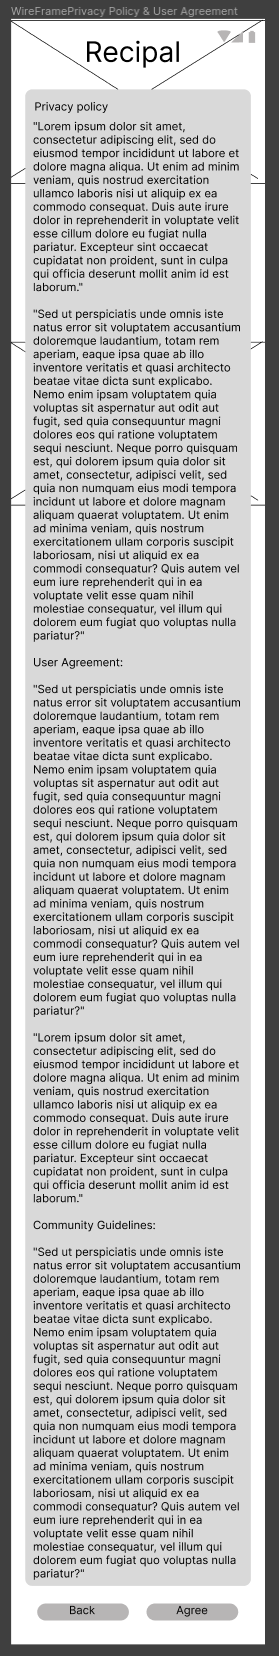 WireFramePrivacy Policy & User Agreement
Recipal
Privacy policy
"Lorem ipsum dolor sit amet,
consectetur adipiscing elit, sed do
eiusmod tempor incididunt ut labore et
dolore magna aliqua. Ut enim ad minim
veniam, quis nostrud exercitation
ullamco laboris nisi ut aliquip ex ea
commodo consequat. Duis aute irure
dolor in reprehenderit in voluptate velit
esse cillum dolore eu fugiat nulla
pariatur. Excepteur sint occaecat
cupidatat non proident, sunt in culpa
qui officia deserunt mollit anim id est
laborum."
"Sed ut perspiciatis unde omnis iste
natus error sit voluptatem accusantium
doloremque laudantium, totam rem
aperiam, eaque ipsa quae ab illo
inventore veritatis et quasi architecto
beatae vitae dicta sunt explicabo.
Nemo enim ipsam voluptatem quia
voluptas sit aspernatur aut odit aut
fugit, sed quia consequuntur magni
dolores eos qui ratione voluptatem
sequi nesciunt. Neque porro quisquam
est, qui dolorem ipsum quia dolor sit
amet, consectetur, adipisci velit, sed
quia non numquam eius modi tempora
incidunt ut labore et dolore magnam
aliquam quaerat voluptatem. Ut enim
ad minima veniam, quis nostrum
exercitationem ullam corporis suscipit
laboriosam, nisi ut aliquid ex ea
commodi consequatur? Quis autem vel
eum iure reprehenderit qui in ea
voluptate velit esse quam nihil
molestiae consequatur, vel illum qui
dolorem eum fugiat quo voluptas nulla
pariatur?"
User Agreement:
"Sed ut perspiciatis unde omnis iste
natus error sit voluptatem accusantium
doloremque laudantium, totam rem
aperiam, eaque ipsa quae ab illo
inventore veritatis et quasi architecto
beatae vitae dicta sunt explicabo.
Nemo enim ipsam voluptatem quia
voluptas sit aspernatur aut odit aut
fugit, sed quia consequuntur magni
dolores eos qui ratione voluptatem
sequi nesciunt. Neque porro quisquam
est, qui dolorem ipsum quia dolor sit
amet, consectetur, adipisci velit, sed
quia non numquam eius modi tempora
incidunt ut labore et dolore magnam
aliquam quaerat voluptatem. Ut enim
ad minima veniam, quis nostrum
exercitationem ullam corporis suscipit
laboriosam, nisi ut aliquid ex ea
commodi consequatur? Quis autem vel
eum iure reprehenderit qui in ea
voluptate velit esse quam nihil
molestiae consequatur, vel illum qui
dolorem eum fugiat quo voluptas nulla
pariatur?"
"Lorem ipsum dolor sit amet,
consectetur adipiscing elit, sed do
eiusmod tempor incididunt ut labore et
dolore magna aliqua. Ut enim ad minim
veniam, quis nostrud exercitation
ullamco laboris nisi ut aliquip ex ea
commodo consequat. Duis aute irure
dolor in reprehenderit in voluptate velit
esse cillum dolore eu fugiat nulla
pariatur. Excepteur sint occaecat
cupidatat non proident, sunt in culpa
qui officia deserunt mollit anim id est
laborum."
Community Guidelines:
"Sed ut perspiciatis unde omnis iste
natus error sit voluptatem accusantium
doloremque laudantium, totam rem
aperiam, eaque ipsa quae ab illo
inventore veritatis et quasi architecto
beatae vitae dicta sunt explicabo.
Nemo enim ipsam voluptatem quia
voluptas sit aspernatur aut odit aut
fugit, sed quia consequuntur magni
dolores eos qui ratione voluptatem
sequi nesciunt. Neque porro quisquam
est, qui dolorem ipsum quia dolor sit
amet, consectetur, adipisci velit, sed
quia non numquam eius modi tempora
incidunt ut labore et dolore magnam
aliquam quaerat voluptatem. Ut enim
ad minima veniam, quis nostrum
exercitationem ullam corporis suscipit
laboriosam, nisi ut aliquid ex ea
commodi consequatur? Quis autem vel
eum iure reprehenderit qui in ea
voluptate velit esse quam nihil
molestiae consequatur, vel illum qui
dolorem eum fugiat quo voluptas nulla
pariatur?"
Back
Agree